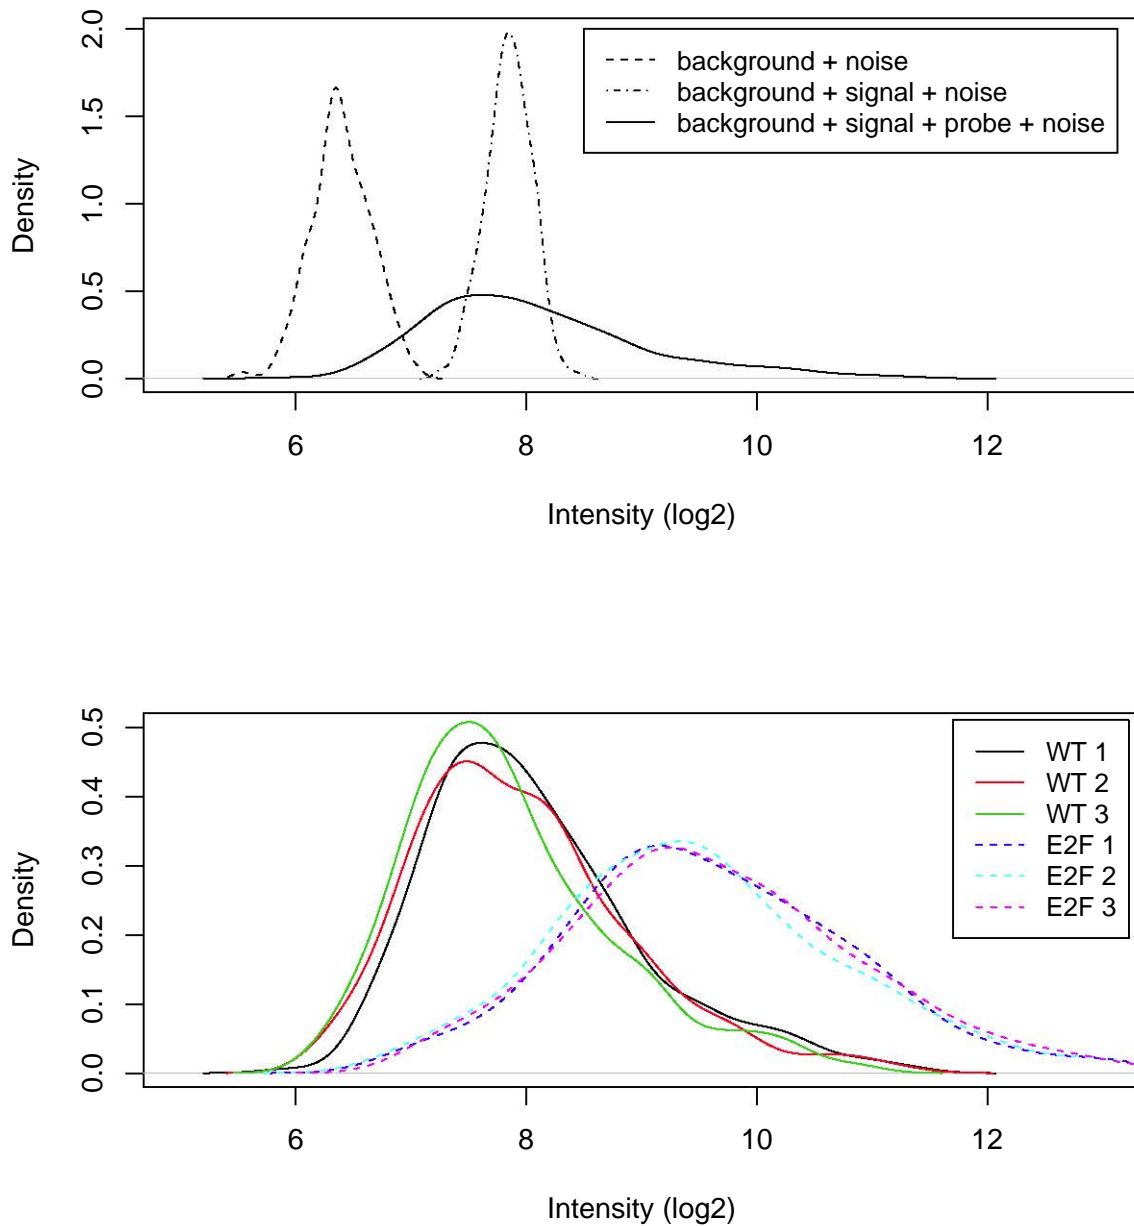 2.0
1.5
1.0
0.5
0.0
Density
background + noise
background + signal + noise
background + signal + probe + noise
6 8 10 12
Intensity (log2)
0.5
0.4
0.3
0.2
0.1
0.0
Density
WT 1
WT 2
WT 3
E2F 1
E2F 2
E2F 3
6 8 10 12
Intensity (log2)